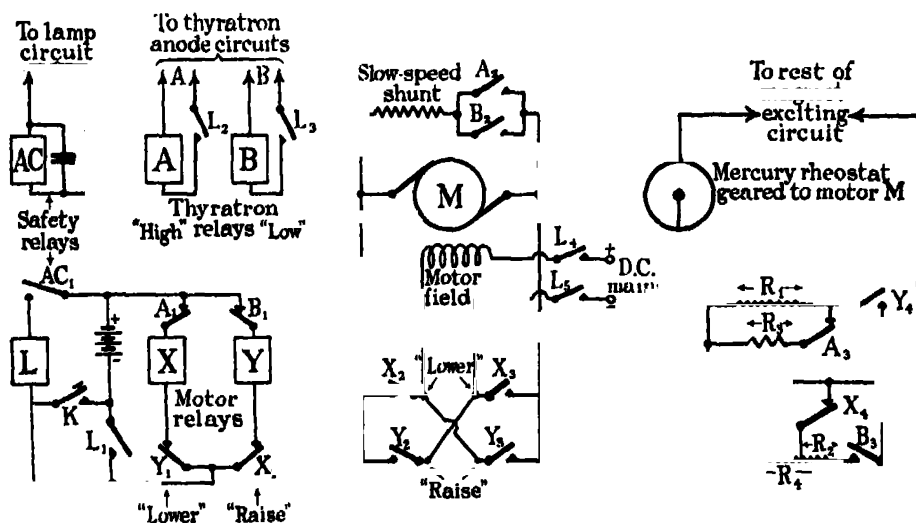 To lamp
circuit
To thyratron
anode circuits
A
B
L2
L3
AC
A
B
Safety
relays
Thyratron
"High" relays "Low"
AC1
A1
B1
+
-
L
X
Y
K
Motor
relays
L1
Y1
X
"Lower"
"Raise"
Slow-speed
shunt
A2
B2
M
Motor
field
L4
L5
+
D.C.
-
X2
"Lower"
X3
Y2
Y3
"Raise"
To rest of
exciting
circuit
Mercury rheostat
geared to motor M
R1
Y4
R3
A3
X4
R2
B3
R4